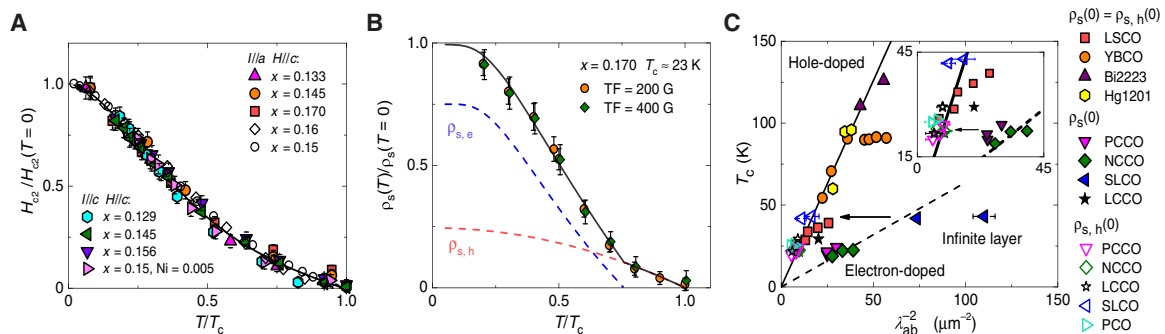 A
H_c2/H_c2(T = 0)
1.0
0.5
0.0
0
0.5
1.0
T/T_c
I//a H//c:
x = 0.133
x = 0.145
x = 0.170
x = 0.16
x = 0.15
I//c H//c:
x = 0.129
x = 0.145
x = 0.156
x = 0.15, Ni = 0.005
B
ρ_s(T)/ρ_s(T = 0)
1.0
0.5
0.0
0
0.5
1.0
T/T_c
x = 0.170 T_c ≈ 23 K
TF = 200 G
TF = 400 G
ρ_s, e
ρ_s, h
C
T_c (K)
150
100
50
0
0
50
100
150
λ_ab^−2 (μm^−2)
Hole-doped
Infinite layer
Electron-doped
45
15
15
45
ρ_s(0) = ρ_s, h(0)
LSCO
YBCO
Bi2223
Hg1201
ρ_s(0)
PCCO
NCCO
SLCO
LCCO
ρ_s, h(0)
PCCO
NCCO
LCCO
SLCO
PCO